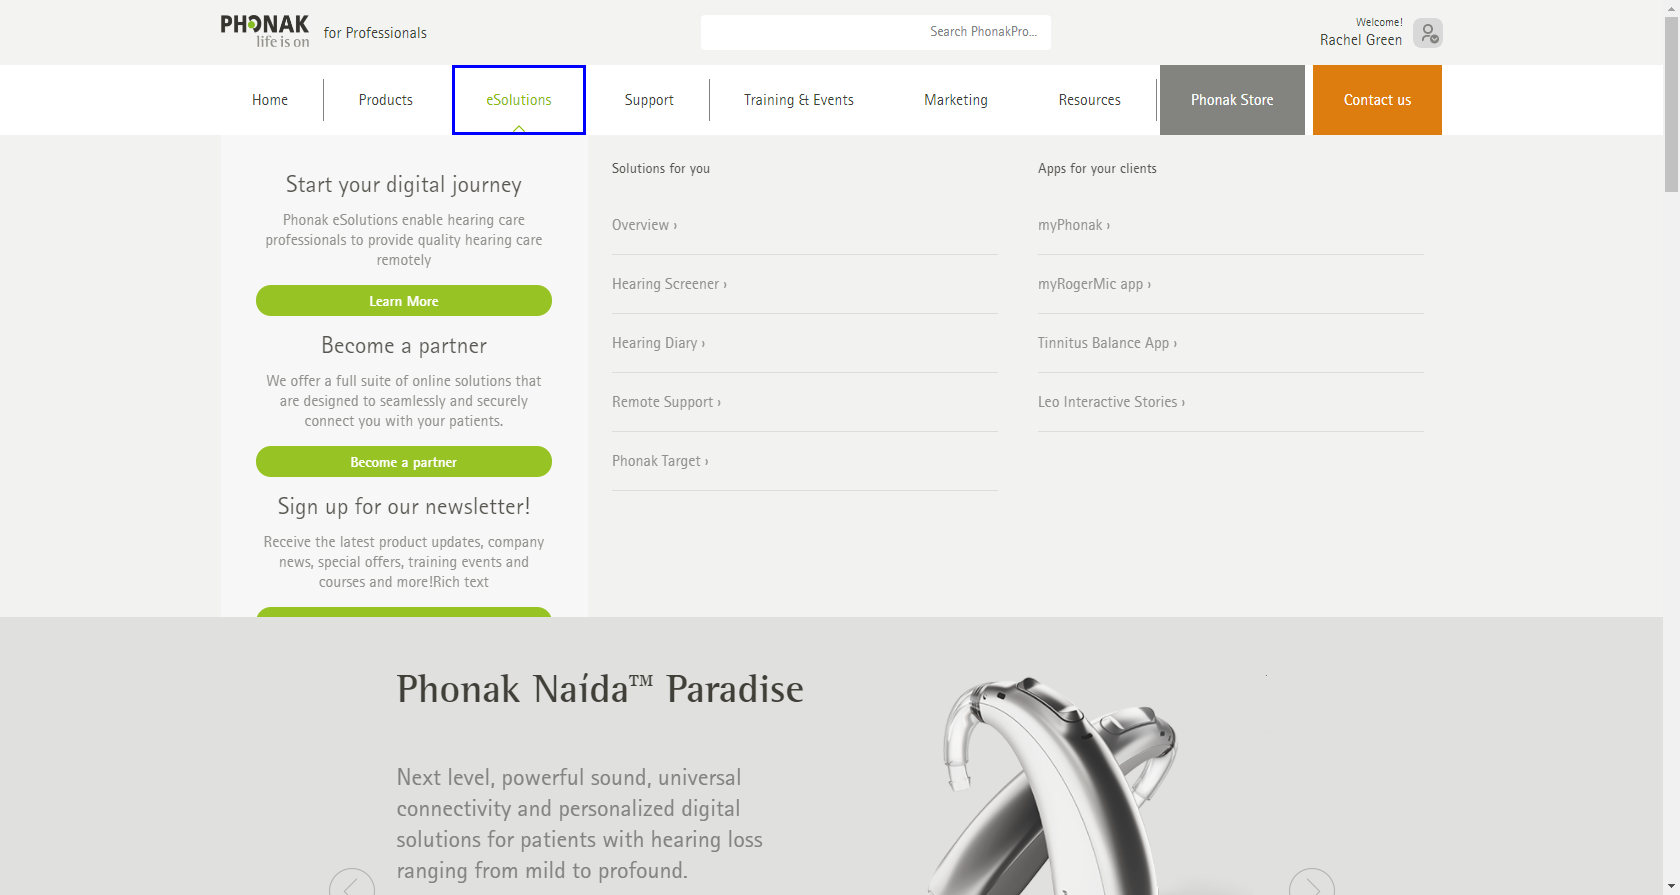 PHONAK
life is on
for Professionals
Search PhonakPro...
Welcome!
Rachel Green
Home
Products
eSolutions
Support
Training & Events
Marketing
Resources
Phonak Store
Contact us
Start your digital journey
Phonak eSolutions enable hearing care
professionals to provide quality hearing care
remotely
Learn More
Become a partner
We offer a full suite of online solutions that
are designed to seamlessly and securely
connect you with your patients.
Become a partner
Sign up for our newsletter!
Receive the latest product updates, company
news, special offers, training events and
courses and more!Rich text
Solutions for you
Overview ›
Hearing Screener ›
Hearing Diary ›
Remote Support ›
Phonak Target ›
Apps for your clients
myPhonak ›
myRogerMic app ›
Tinnitus Balance App ›
Leo Interactive Stories ›
Phonak Naída™ Paradise
Next level, powerful sound, universal
connectivity and personalized digital
solutions for patients with hearing loss
ranging from mild to profound.